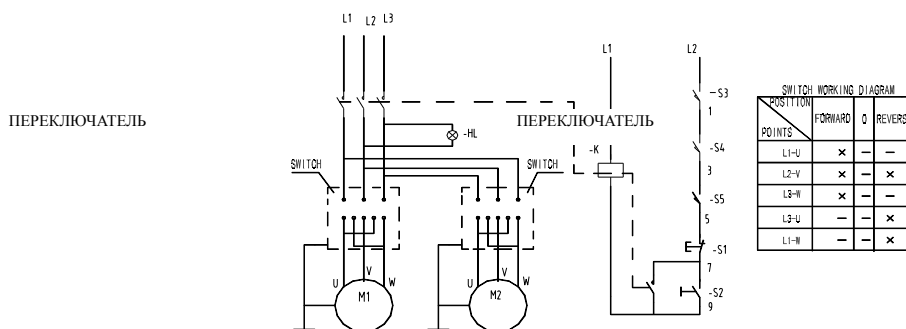 L1 L2 L3
L1 L2
ПЕРЕКЛЮЧАТЕЛЬ
ПЕРЕКЛЮЧАТЕЛЬ
-HL
-K
SWITCH
SWITCH
-S3
1
-S4
3
-S5
5
-S1
7
-S2
9
U V W
M1
U V W
M2
SWITCH WORKING DIAGRAM
POSITION
POINTS
FORWARD 0 REVERS
L1-U × — —
L2-V × — ×
L3-W × — —
L3-U — — ×
L1-W — — ×